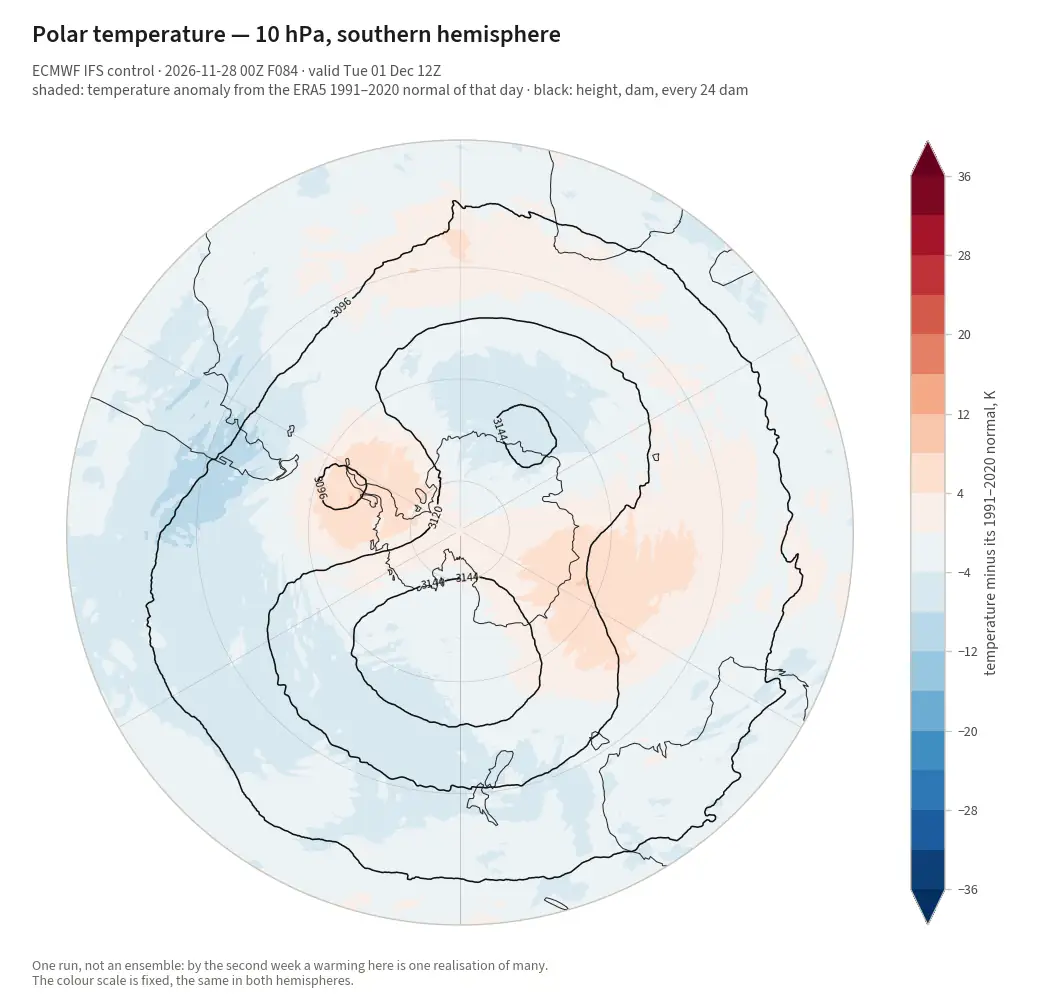 Polar temperature — 10 hPa, southern hemisphere
ECMWF IFS control · 2026-11-28 00Z F084 · valid Tue 01 Dec 12Z
shaded: temperature anomaly from the ERA5 1991–2020 normal of that day · black: height, dam, every 24 dam
36
28
20
12
4
−4
−12
−20
−28
−36
temperature minus its 1991–2020 normal, K
3096
3144
3096
3120
3144
3144
One run, not an ensemble: by the second week a warming here is one realisation of many.
The colour scale is fixed, the same in both hemispheres.